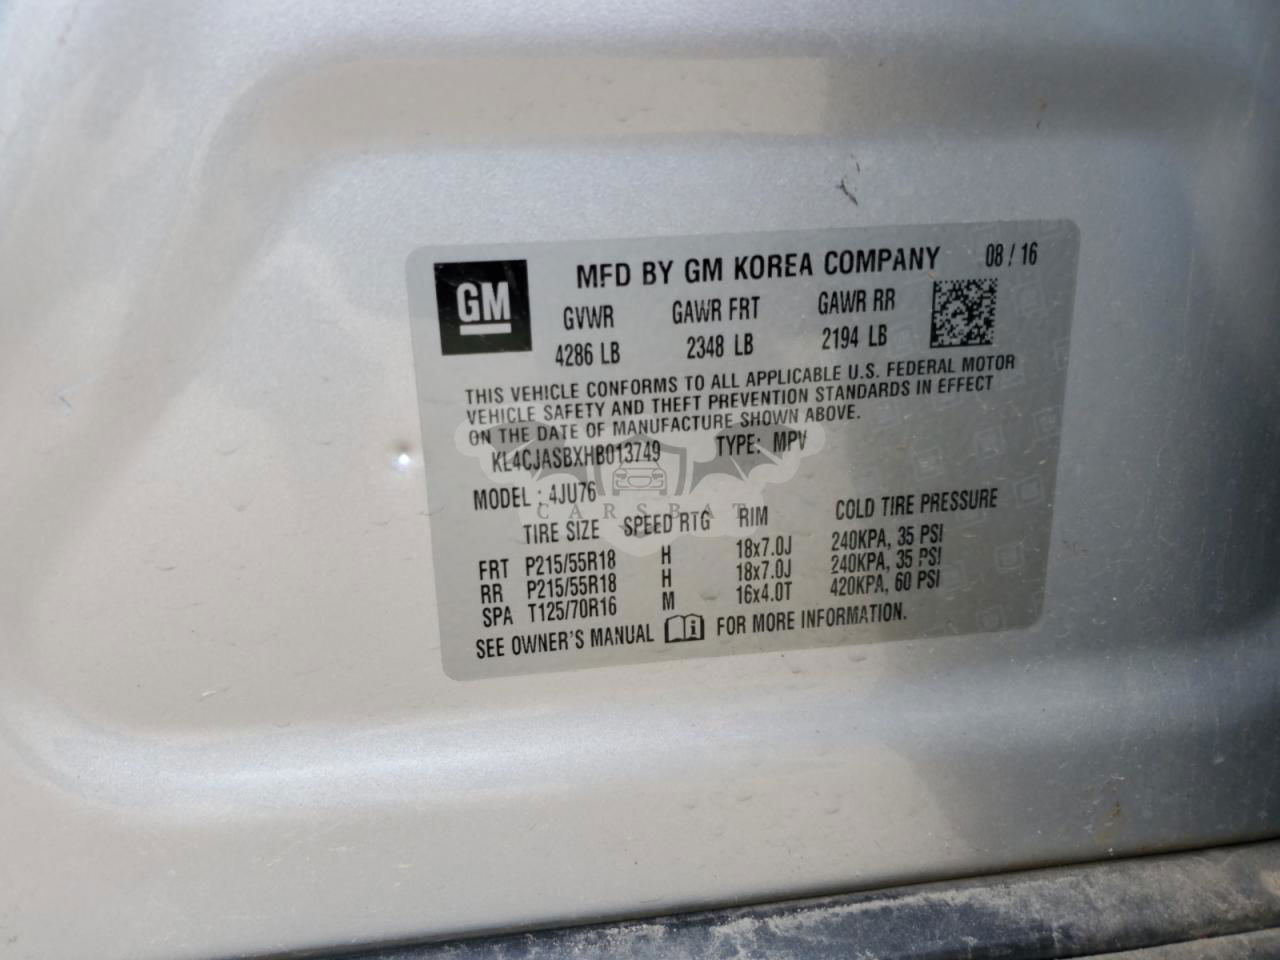 GM
MFD BY GM KOREA COMPANY 08 / 16
GVWR GAWR FRT GAWR RR
4286 LB 2348 LB 2194 LB
THIS VEHICLE CONFORMS TO ALL APPLICABLE U.S. FEDERAL MOTOR
VEHICLE SAFETY AND THEFT PREVENTION STANDARDS IN EFFECT
ON THE DATE OF MANUFACTURE SHOWN ABOVE.
KL4CJASBXHB013749 TYPE: MPV
MODEL : 4JU76
CARSBAT
TIRE SIZE SPEED RTG RIM COLD TIRE PRESSURE
FRT P215/55R18 H 18x7.0J 240KPA, 35 PSI
RR P215/55R18 H 18x7.0J 240KPA, 35 PSI
SPA T125/70R16 M 16x4.0T 420KPA, 60 PSI
SEE OWNER'S MANUAL i FOR MORE INFORMATION.